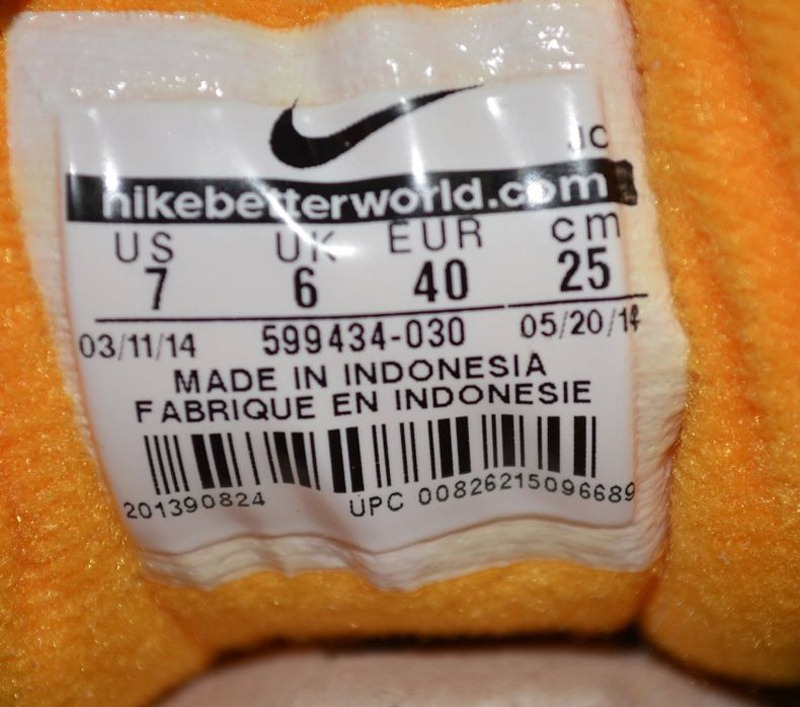 JC
nikebetterworld.com
US UK EUR cm
7 6 40 25
03/11/14 599434-030 05/20/14
MADE IN INDONESIA
FABRIQUE EN INDONESIE
201390824 UPC 00826215096689